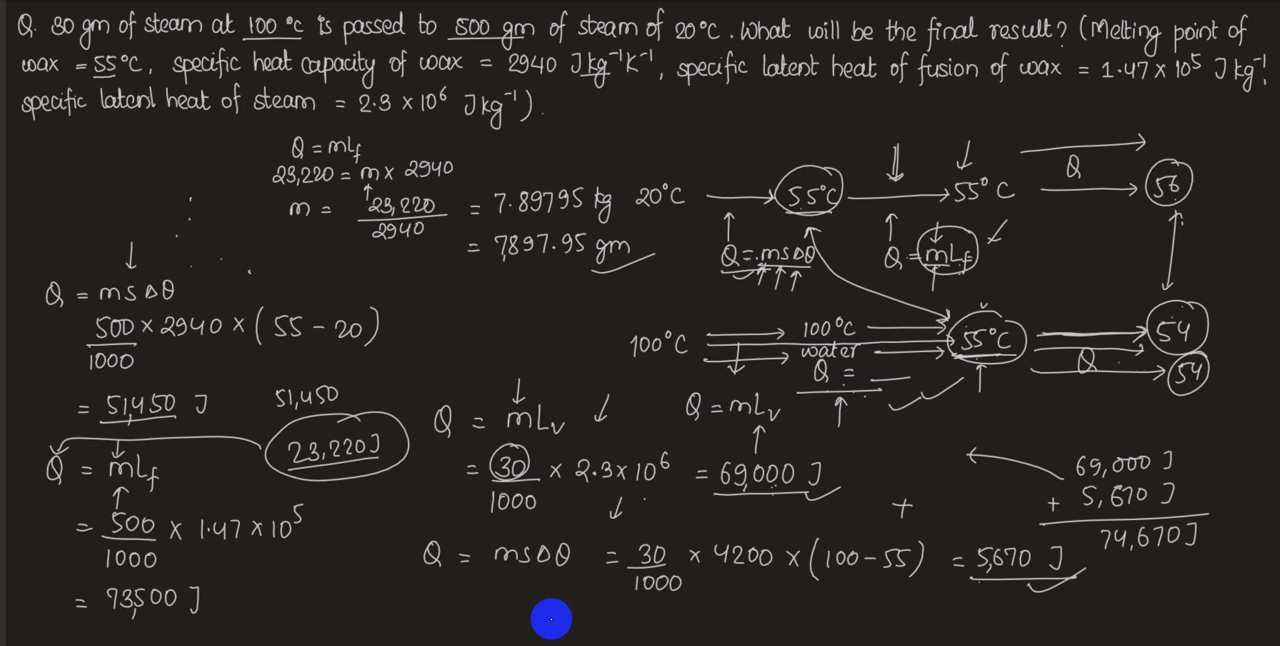 Q. 30 gm of steam at 100 °c is passed to 500 gm of steam of 20°C. What will be the final result? (Melting point of
wax = 55°C, specific heat capacity of wax = 2940 Jkg⁻¹K⁻¹, specific latent heat of fusion of wax = 1.47 x 10⁵ J kg⁻¹,
specific latent heat of steam = 2.3 x 10⁶ Jkg⁻¹).
Q = mLf
23,220 = m x 2940
m = 23,220/2940 = 7.89795 kg
= 7,897.95 gm
20°C 55°C 55°C Q 56
Q = msΔθ Q = mLf
100°C 100°C water 55°C Q 54
54
Q =
Q = mLv
Q = msΔθ
500/1000 x 2940 x (55 - 20)
= 51,450 J
51,450
23,220J
Q = mLf
= 500/1000 x 1.47 x 10⁵
= 73,500 J
Q = mLv
= 30/1000 x 2.3 x 10⁶ = 69,000 J
+
Q = msΔθ = 30/1000 x 4200 x (100 - 55) = 5,670 J
69,000 J
+ 5,670 J
74,670 J